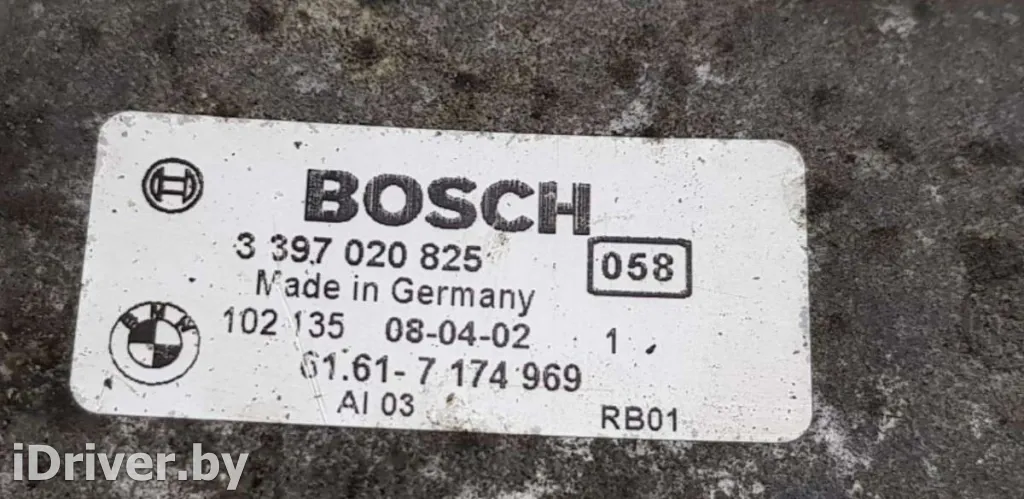 BOSCH
3 397 020 825
058
Made in Germany
BMW
102 135 08-04-02 1
61.61-7 174 969
AI 03 RB01
iDriver.by